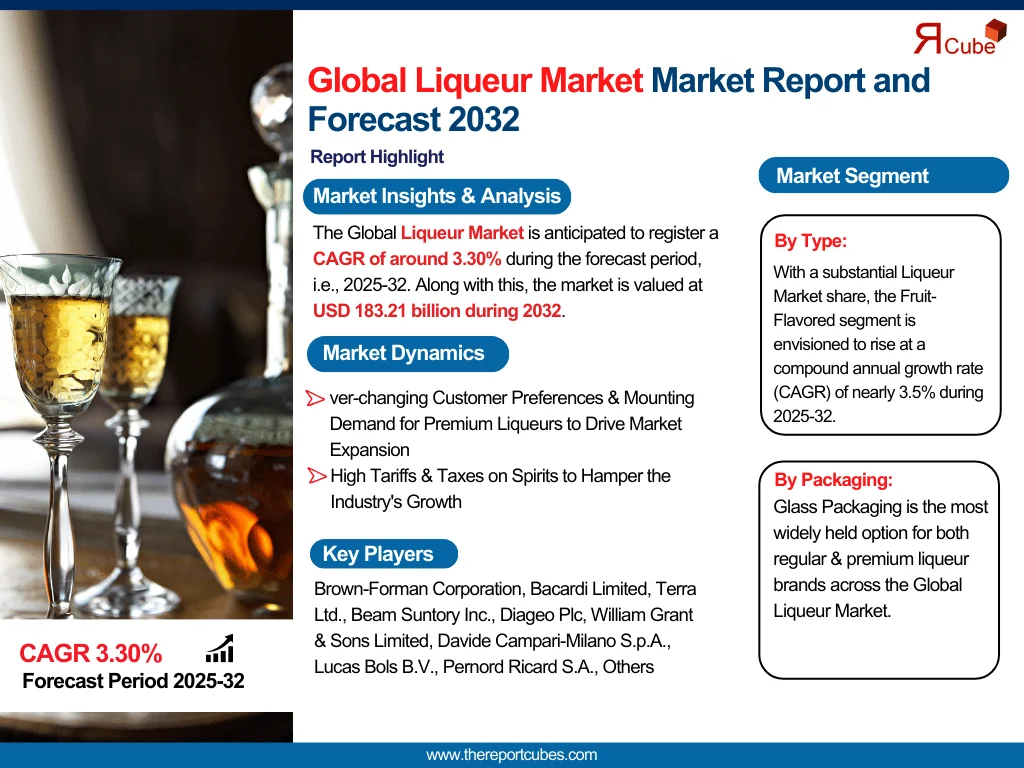 ЯCube
Global Liqueur Market Market Report and
Forecast 2032
Report Highlight
Market Insights & Analysis
The Global Liqueur Market is anticipated to register a
CAGR of around 3.30% during the forecast period,
i.e., 2025-32. Along with this, the market is valued at
USD 183.21 billion during 2032.
Market Dynamics
ver-changing Customer Preferences & Mounting
Demand for Premium Liqueurs to Drive Market
Expansion
High Tariffs & Taxes on Spirits to Hamper the
Industry's Growth
Key Players
Brown-Forman Corporation, Bacardi Limited, Terra
Ltd., Beam Suntory Inc., Diageo Plc, William Grant
& Sons Limited, Davide Campari-Milano S.p.A.,
Lucas Bols B.V., Pernord Ricard S.A., Others
Market Segment
By Type:
With a substantial Liqueur
Market share, the Fruit-
Flavored segment is
envisioned to rise at a
compound annual growth rate
(CAGR) of nearly 3.5% during
2025-32.
By Packaging:
Glass Packaging is the most
widely held option for both
regular & premium liqueur
brands across the Global
Liqueur Market.
CAGR 3.30%
Forecast Period 2025-32
www.thereportcubes.com